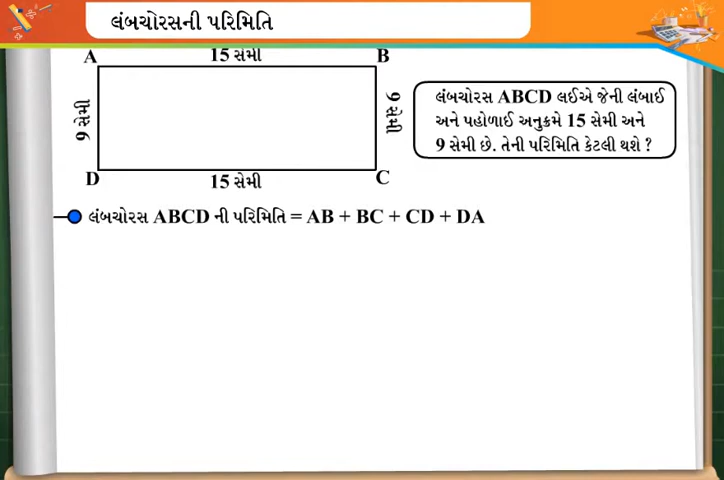 લંબચોરસની પરિમિતિ
A 15 સેમી B
9 સેમી
9 સેમી
લંબચોરસ ABCD લઈએ જેની લંબાઈ
અને પહોળાઈ અનુક્રમે 15 સેમી અને
9 સેમી છે. તેની પરિમિતિ કેટલી થશે ?
D 15 સેમી C
લંબચોરસ ABCD ની પરિમિતિ = AB + BC + CD + DA